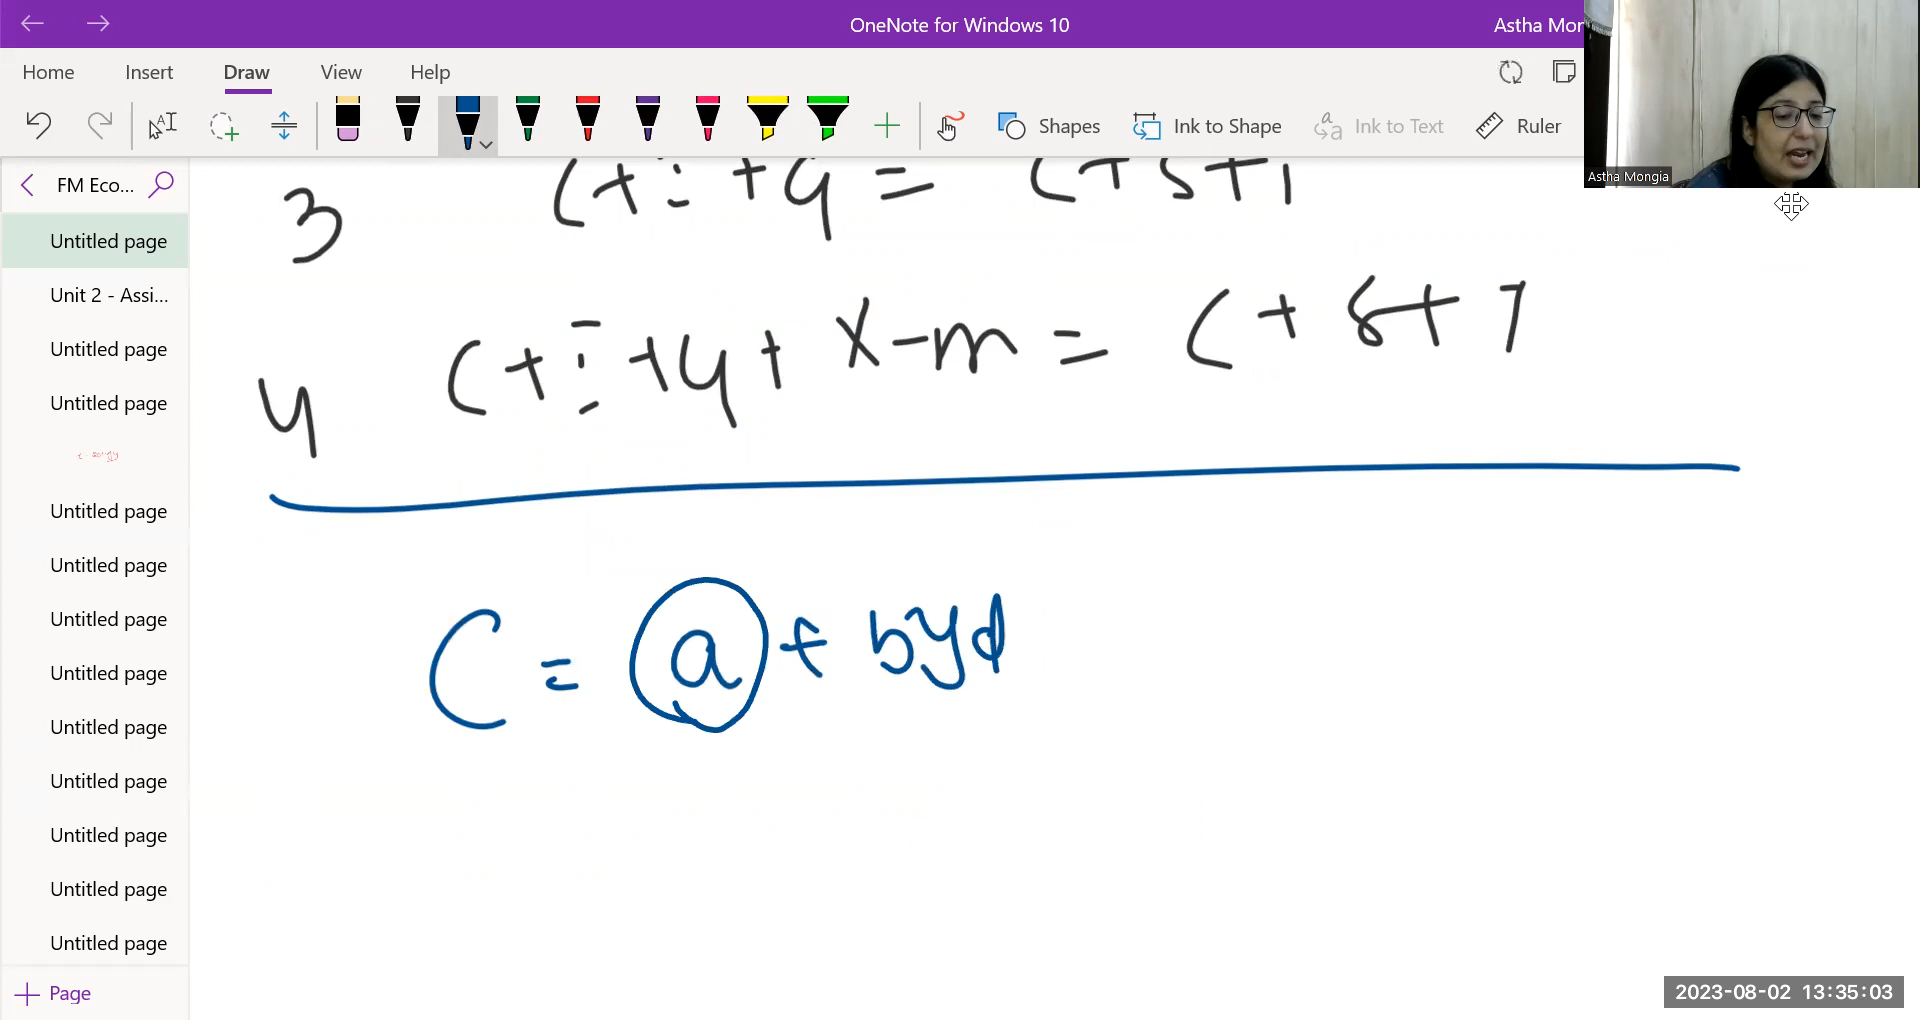 OneNote for Windows 10
Astha Mon
Home Insert Draw View Help
Shapes Ink to Shape Ink to Text Ruler
Astha Mongia
FM Eco...
Untitled page
Unit 2 - Assi...
Untitled page
Untitled page
Untitled page
Untitled page
Untitled page
Untitled page
Untitled page
Untitled page
Untitled page
Untitled page
Untitled page
Page
3 C + I + G = C + S + T
4 C + I + G + X - m = C + S + T
C = a + byd
2023-08-02 13:35:03